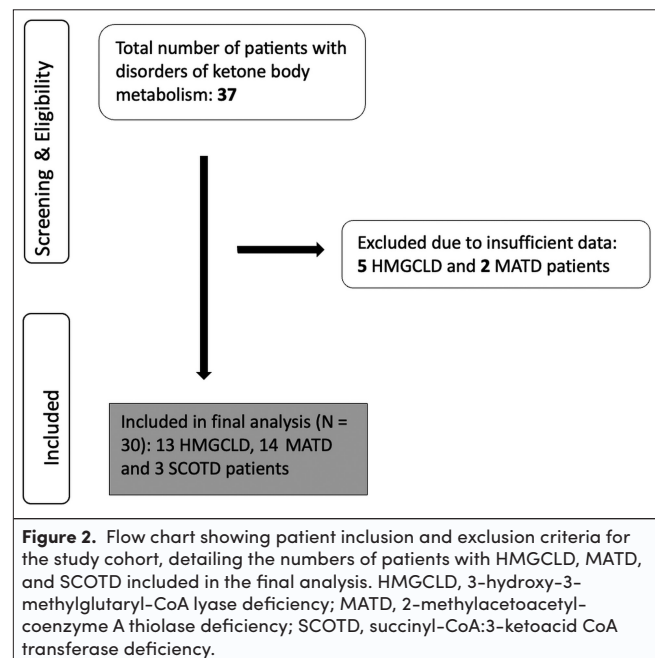 Screening & Eligibility
Total number of patients with
disorders of ketone body
metabolism: 37
Excluded due to insufficient data:
5 HMGCLD and 2 MATD patients
Included
Included in final analysis (N =
30): 13 HMGCLD, 14 MATD
and 3 SCOTD patients
Figure 2. Flow chart showing patient inclusion and exclusion criteria for
the study cohort, detailing the numbers of patients with HMGCLD, MATD,
and SCOTD included in the final analysis. HMGCLD, 3-hydroxy-3-
methylglutaryl-CoA lyase deficiency; MATD, 2-methylacetoacetyl-
coenzyme A thiolase deficiency; SCOTD, succinyl-CoA:3-ketoacid CoA
transferase deficiency.